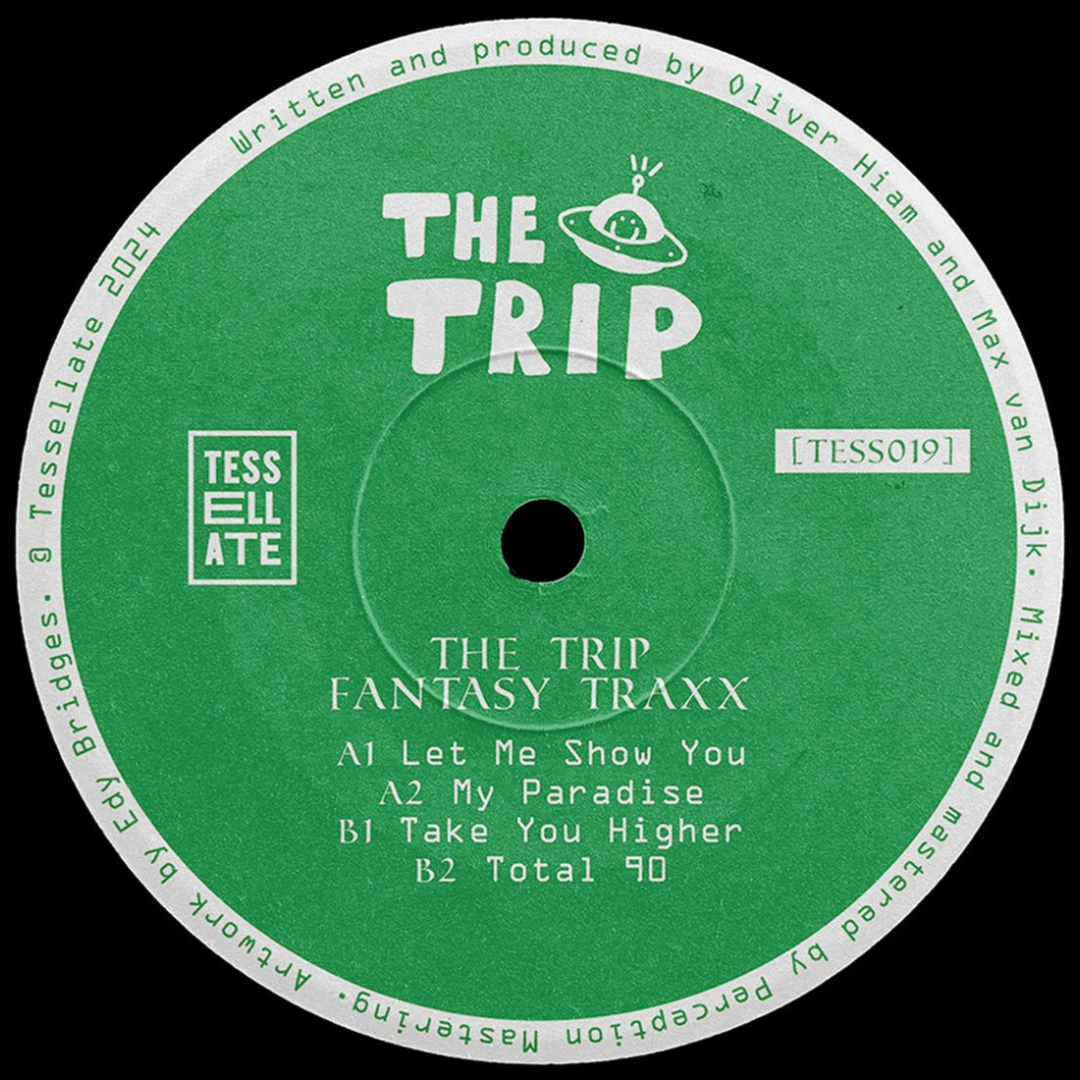 Written and produced by Oliver Hiam and Max van Dijk. Mixed and mastered by Perception Mastering. Artwork by Edy Bridges. @ Tessellate 2024
THE
TRIP
TESS
ELL
ATE
[TESS019]
THE TRIP
FANTASY TRAXX
A1 Let Me Show You
A2 My Paradise
B1 Take You Higher
B2 Total 90